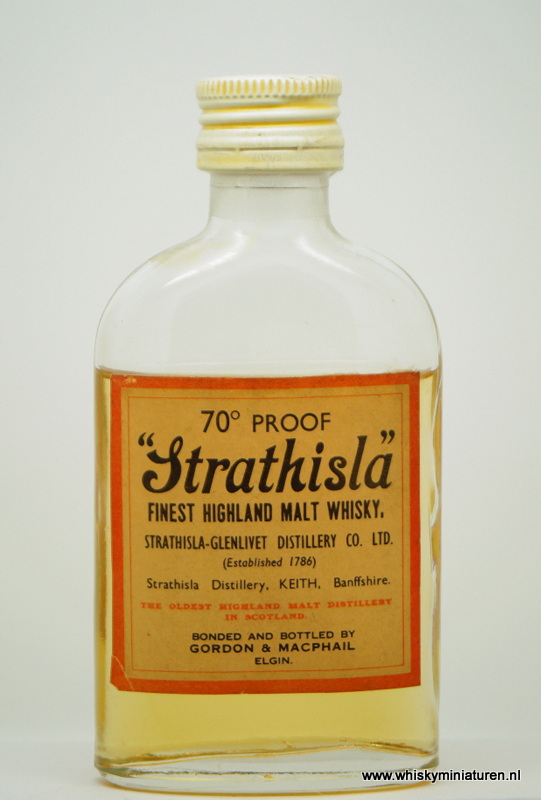 70° PROOF
"Strathisla"
FINEST HIGHLAND MALT WHISKY.
STRATHISLA-GLENLIVET DISTILLERY CO. LTD.
(Established 1786)
Strathisla Distillery, KEITH, Banffshire.
THE OLDEST HIGHLAND MALT DISTILLERY
IN SCOTLAND.
BONDED AND BOTTLED BY
GORDON & MACPHAIL
ELGIN.
www.whiskyminiaturen.nl